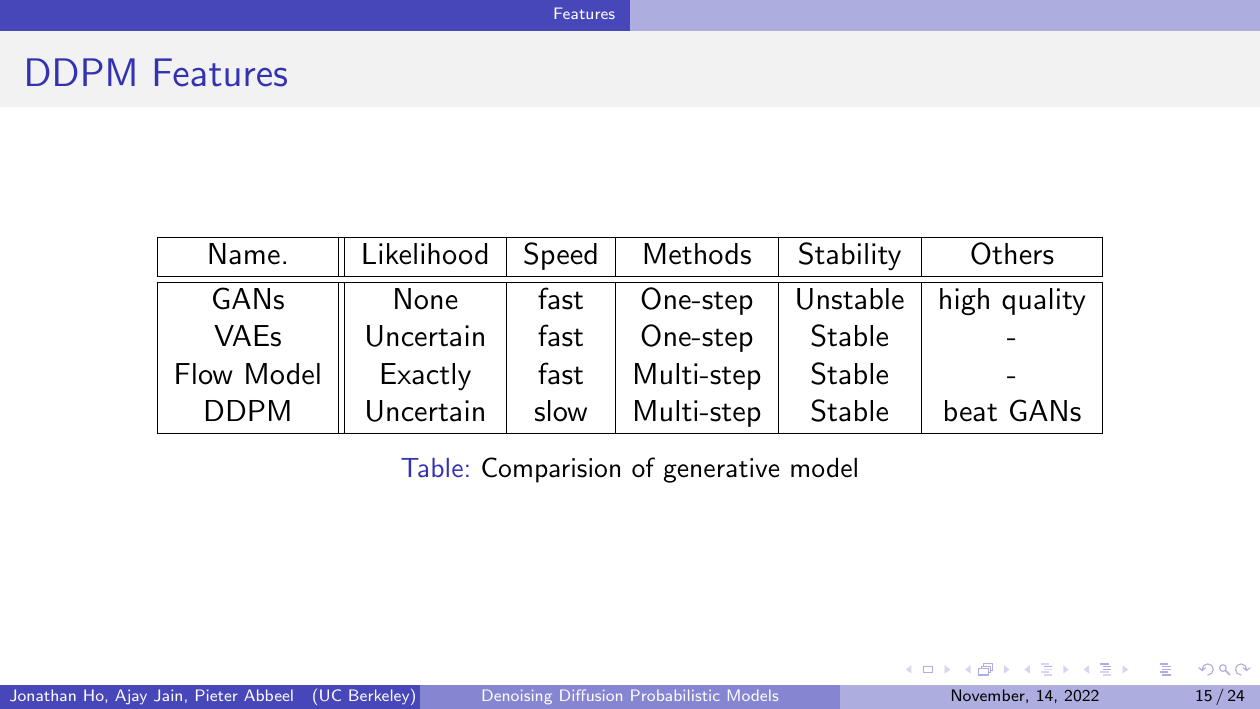 Features
DDPM Features
Name. Likelihood Speed Methods Stability Others
GANs None fast One-step Unstable high quality
VAEs Uncertain fast One-step Stable -
Flow Model Exactly fast Multi-step Stable -
DDPM Uncertain slow Multi-step Stable beat GANs
Table: Comparision of generative model
Jonathan Ho, Ajay Jain, Pieter Abbeel (UC Berkeley) Denoising Diffusion Probabilistic Models November, 14, 2022 15 / 24